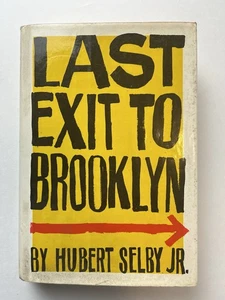 LAST
EXIT TO
BROOKLYN
BY HUBERT SELBY JR.